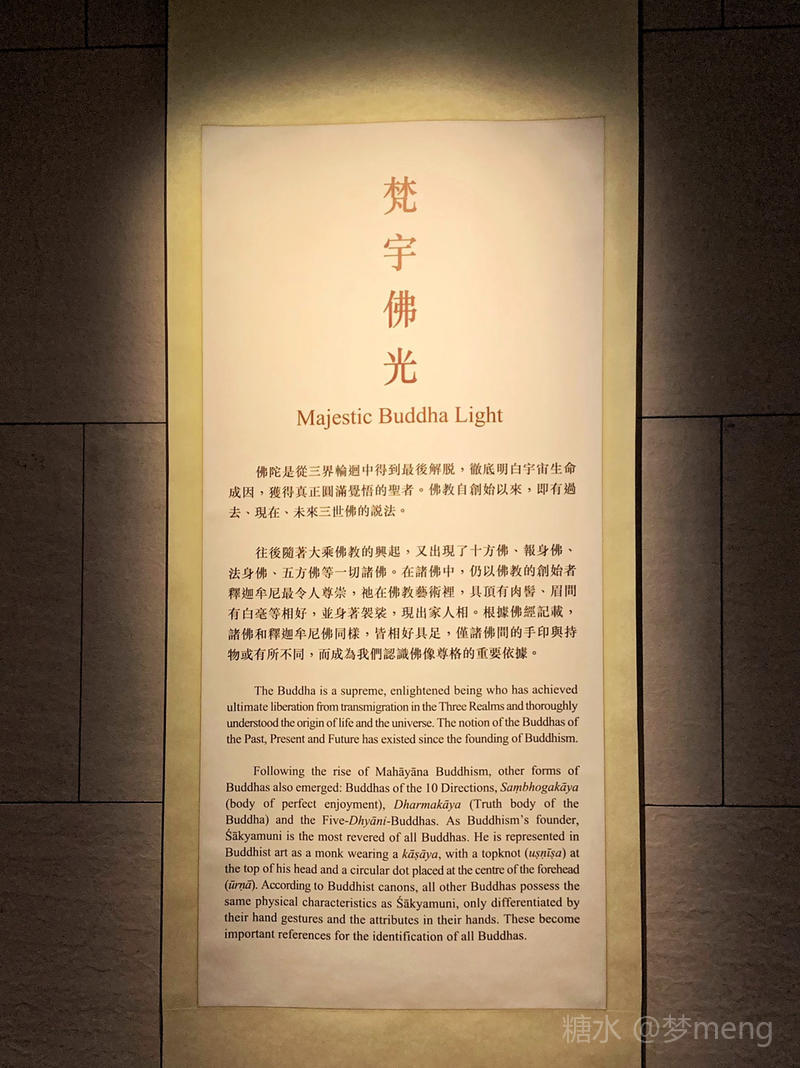 梵宇佛光
Majestic Buddha Light
佛陀是從三界輪迴中得到最後解脱，徹底明白宇宙生命
成因，獲得真正圓滿覺悟的聖者。佛教自創始以來，即有過
去、現在、未來三世佛的説法。
往後隨著大乘佛教的興起，又出現了十方佛、報身佛、
法身佛、五方佛等一切諸佛。在諸佛中，仍以佛教的創始者
釋迦牟尼最令人尊崇，祂在佛教藝術裡，具頂有肉髻、眉間
有白毫等相好，並身著袈裟，現出家人相。根據佛經記載，
諸佛和釋迦牟尼佛同樣，皆相好具足，僅諸佛間的手印與持
物或有所不同，而成為我們認識佛像尊格的重要依據。
The Buddha is a supreme, enlightened being who has achieved
ultimate liberation from transmigration in the Three Realms and thoroughly
understood the origin of life and the universe. The notion of the Buddhas of
the Past, Present and Future has existed since the founding of Buddhism.
Following the rise of Mahāyāna Buddhism, other forms of
Buddhas also emerged: Buddhas of the 10 Directions, Saṃbhogakāya
(body of perfect enjoyment), Dharmakāya (Truth body of the
Buddha) and the Five-Dhyāni-Buddhas. As Buddhism's founder,
Śākyamuni is the most revered of all Buddhas. He is represented in
Buddhist art as a monk wearing a kāṣāya, with a topknot (uṣṇīṣa) at
the top of his head and a circular dot placed at the centre of the forehead
(ūrṇā). According to Buddhist canons, all other Buddhas possess the
same physical characteristics as Śākyamuni, only differentiated by
their hand gestures and the attributes in their hands. These become
important references for the identification of all Buddhas.
糖水 @梦meng